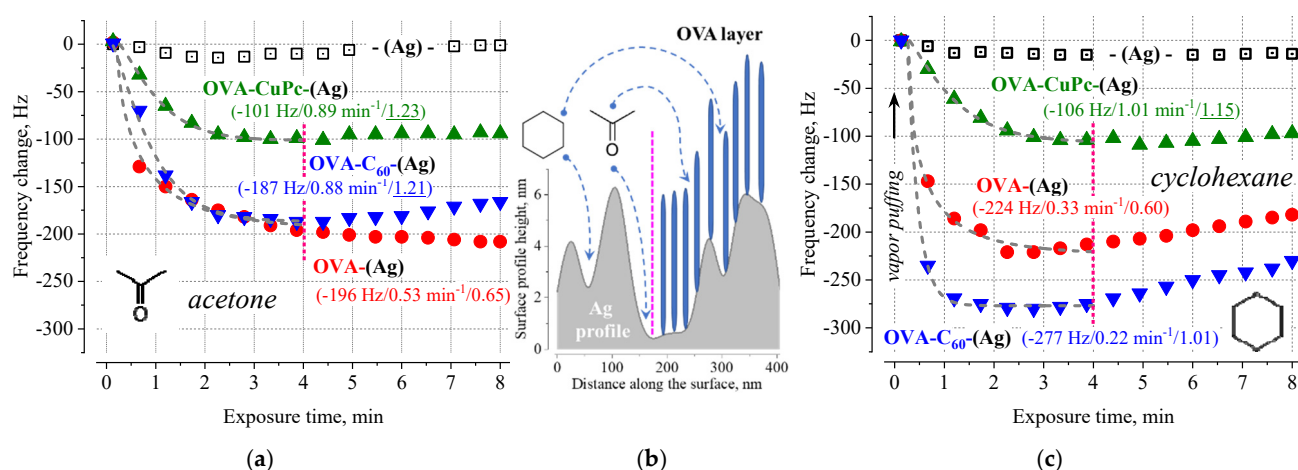 Frequency change, Hz
0
-50
-100
-150
-200
-250
-300
- (Ag) -
OVA-CuPc-(Ag)
(-101 Hz/0.89 min⁻¹/1.23)
OVA-C₆₀-(Ag)
(-187 Hz/0.88 min⁻¹/1.21)
OVA-(Ag)
(-196 Hz/0.53 min⁻¹/0.65)
O
acetone
0 1 2 3 4 5 6 7 8
Exposure time, min
(a)
OVA layer
O
Surface profile height, nm
6
4
2
0
Ag
profile
0 100 200 300 400
Distance along the surface, nm
(b)
Frequency change, Hz
0
-50
-100
-150
-200
-250
-300
- (Ag) -
OVA-CuPc-(Ag)
(-106 Hz/1.01 min⁻¹/1.15)
vapor puffing
cyclohexane
OVA-(Ag)
(-224 Hz/0.33 min⁻¹/0.60)
OVA-C₆₀-(Ag) (-277 Hz/0.22 min⁻¹/1.01)
0 1 2 3 4 5 6 7 8
Exposure time, min
(c)